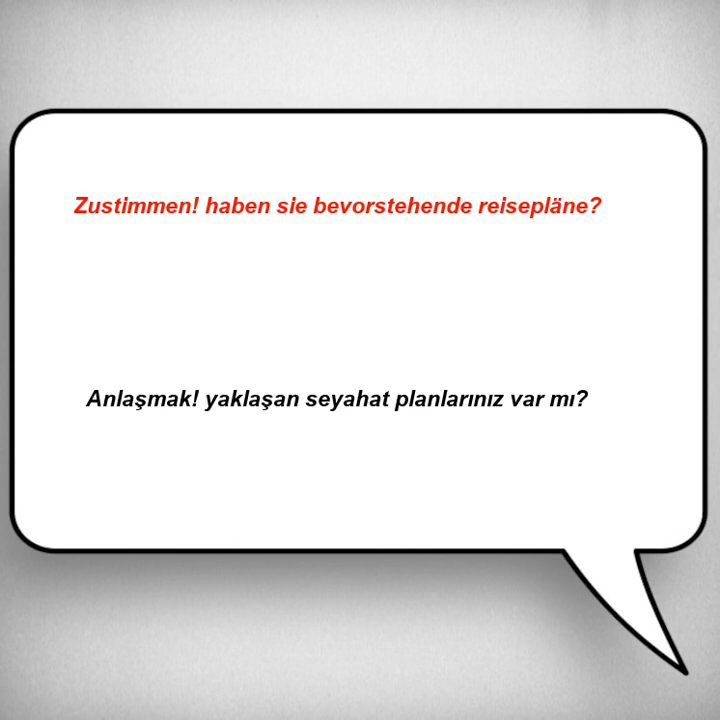 Zustimmen! haben sie bevorstehende reisepläne?
Anlaşmak! yaklaşan seyahat planlarınız var mı?